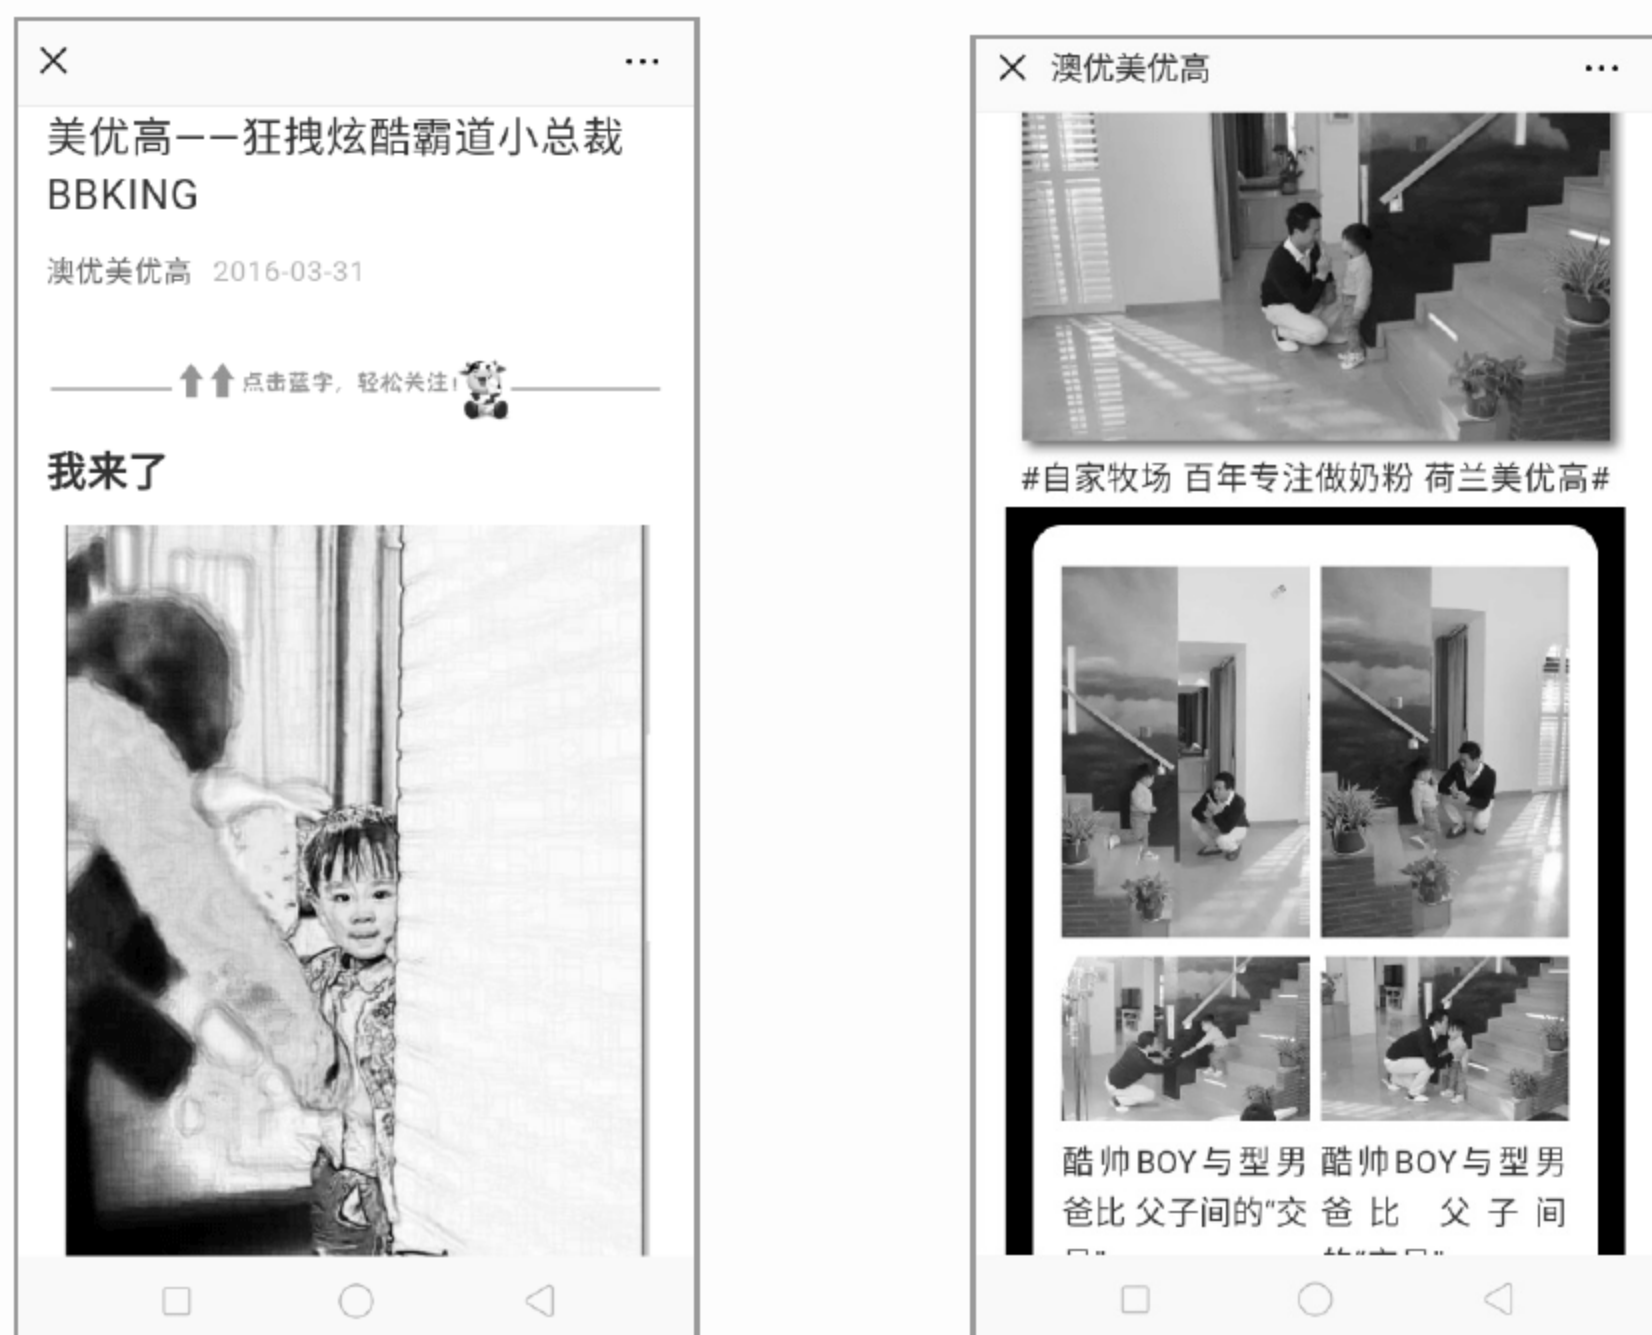 美优高——狂拽炫酷霸道小总裁
BBKING
澳优美优高 2016-03-31
点击蓝字，轻松关注！
我来了
澳优美优高
#自家牧场 百年专注做奶粉 荷兰美优高#
酷帅BOY与型男
爸比 父子间的“交
酷帅BOY与型男
爸比 父子间